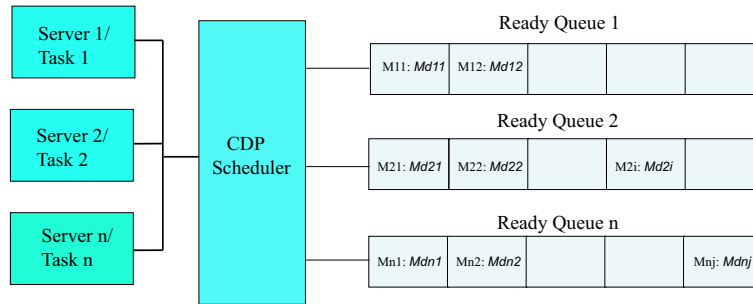 Server 1/
Task 1
Server 2/
Task 2
Server n/
Task n
CDP
Scheduler
Ready Queue 1
M11: Md11 M12: Md12
Ready Queue 2
M21: Md21 M22: Md22 M2i: Md2i
Ready Queue n
Mn1: Mdn1 Mn2: Mdn2 Mnj: Mdnj